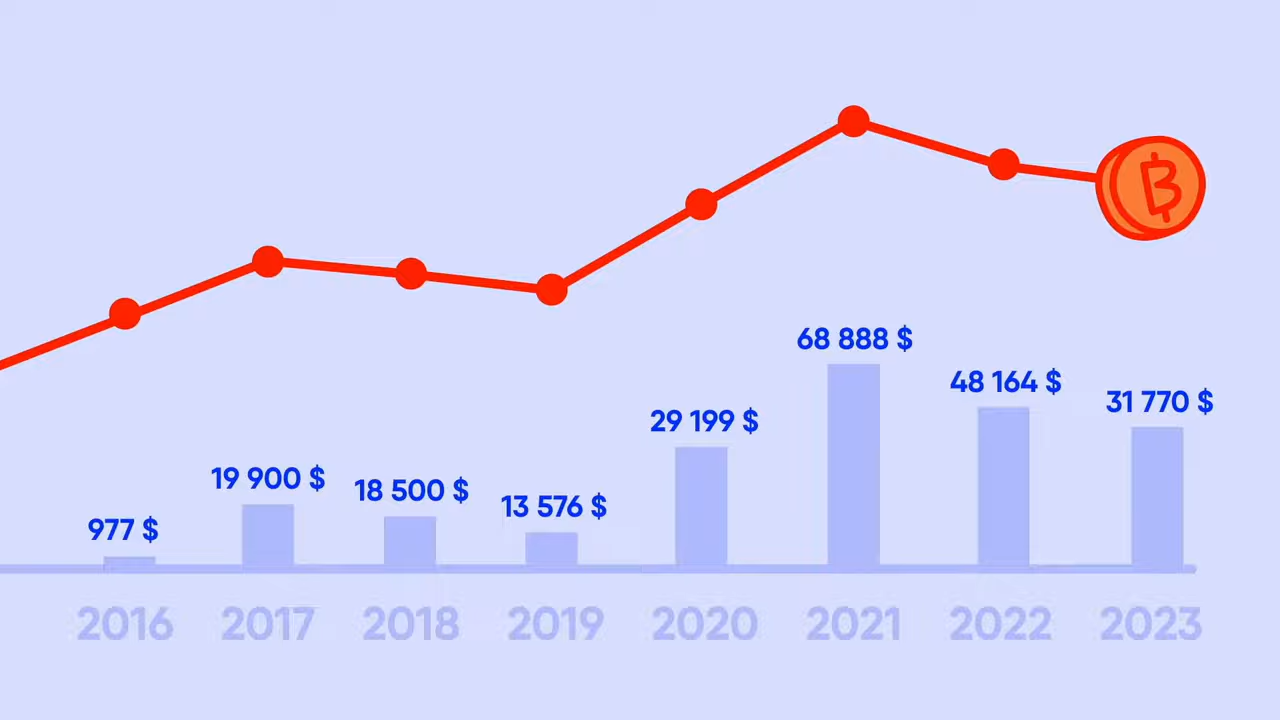 68 888 $
48 164 $
31 770 $
29 199 $
19 900 $
18 500 $
13 576 $
977 $
2016 2017 2018 2019 2020 2021 2022 2023